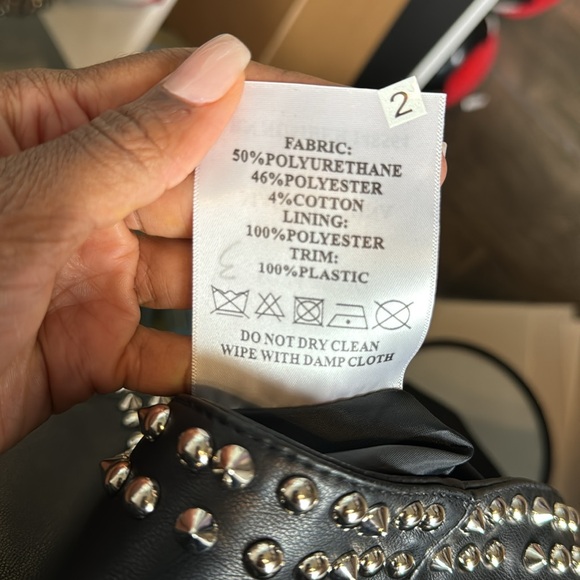 2
FABRIC:
50%POLYURETHANE
46%POLYESTER
4%COTTON
LINING:
100%POLYESTER
TRIM:
100%PLASTIC
3
DO NOT DRY CLEAN
WIPE WITH DAMP CLOTH